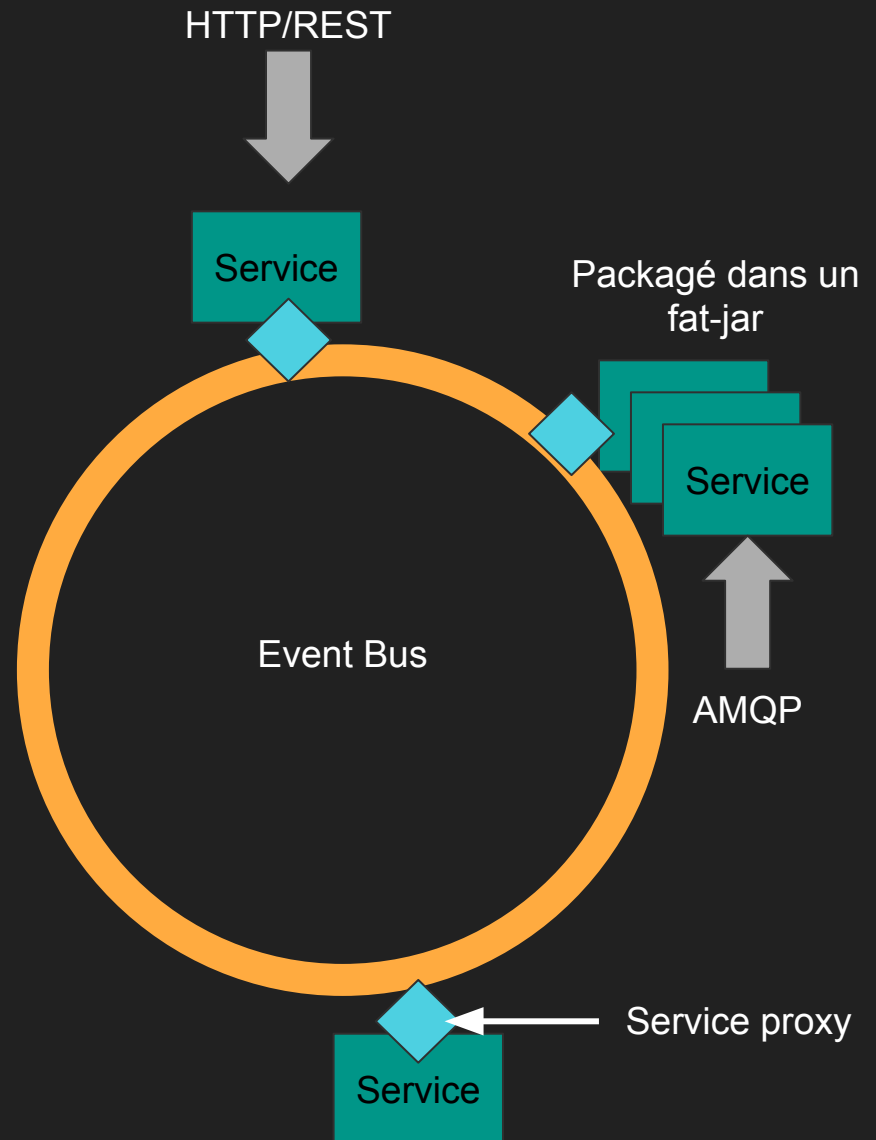 HTTP/REST
Service
Packagé dans un
fat-jar
Service
Event Bus
AMQP
Service proxy
Service